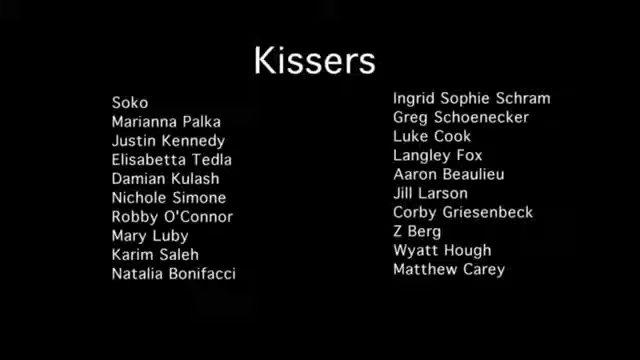 Kissers
Soko
Marianna Palka
Justin Kennedy
Elisabetta Tedla
Damian Kulash
Nichole Simone
Robby O'Connor
Mary Luby
Karim Saleh
Natalia Bonifacci
Ingrid Sophie Schram
Greg Schoenecker
Luke Cook
Langley Fox
Aaron Beaulieu
Jill Larson
Corby Griesenbeck
Z Berg
Wyatt Hough
Matthew Carey